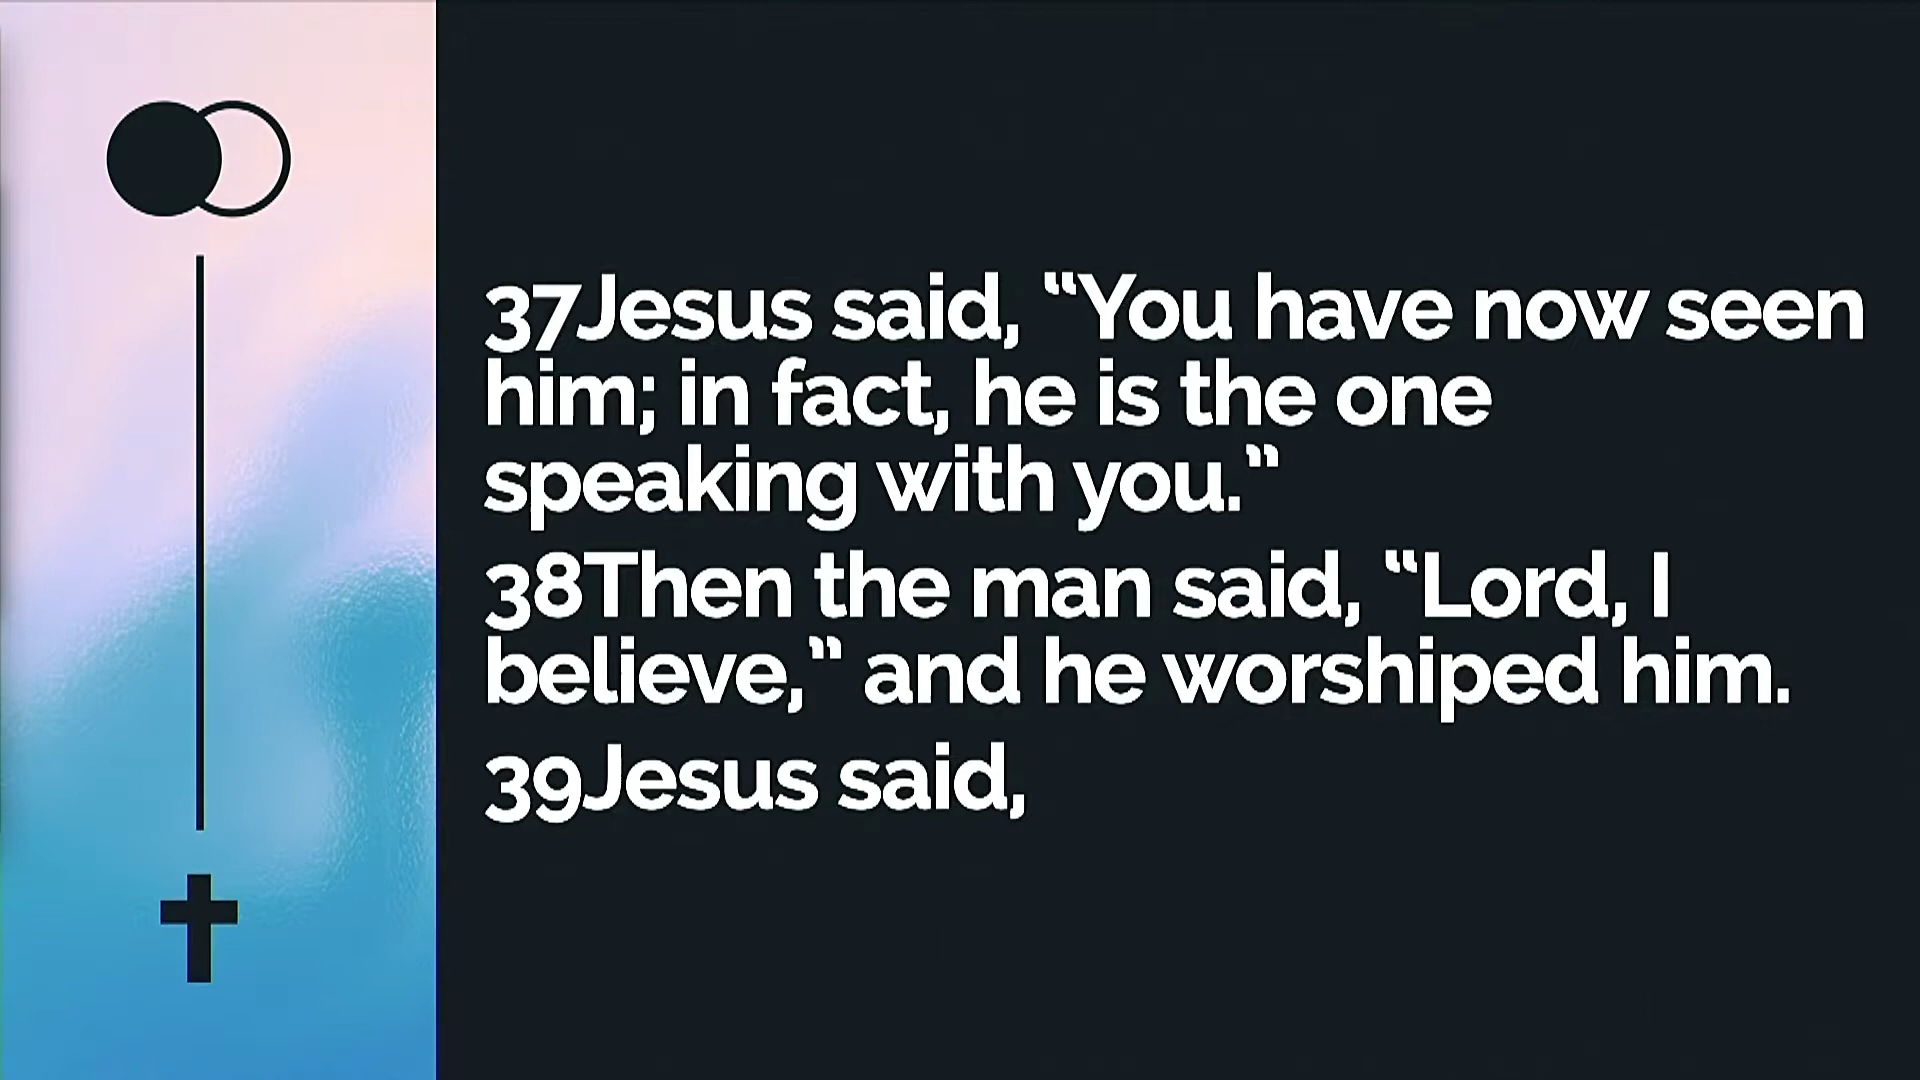 37Jesus said, “You have now seen
him; in fact, he is the one
speaking with you.”
38Then the man said, “Lord, I
believe,” and he worshiped him.
39Jesus said,